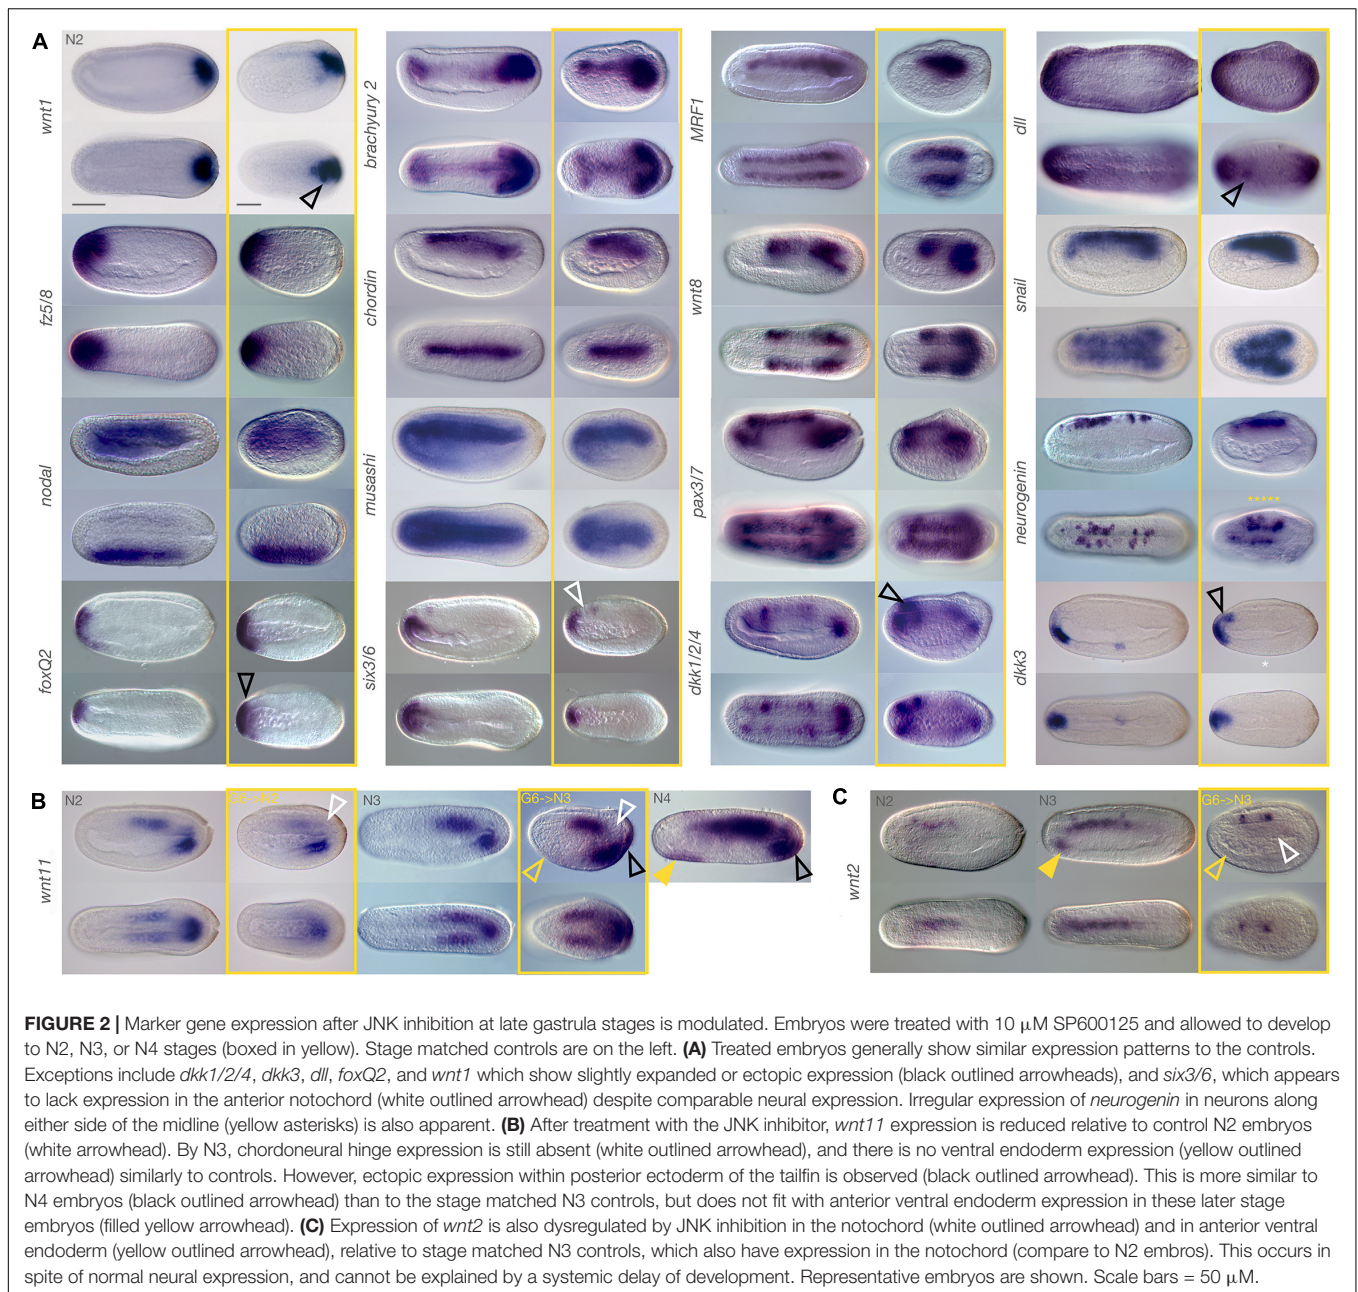 A
N2
wnt1
fz5/8
nodal
foxQ2
brachyury 2
chordin
musashi
six3/6
MRF1
wnt8
pax3/7
dkk1/2/4
dll
snail
neurogenin
*****
dkk3
*
B
N2
G6->N2
N3
G6->N3
N4
wnt11
C
N2
N3
G6->N3
wnt2
FIGURE 2 | Marker gene expression after JNK inhibition at late gastrula stages is modulated. Embryos were treated with 10 μM SP600125 and allowed to develop
to N2, N3, or N4 stages (boxed in yellow). Stage matched controls are on the left. (A) Treated embryos generally show similar expression patterns to the controls.
Exceptions include dkk1/2/4, dkk3, dll, foxQ2, and wnt1 which show slightly expanded or ectopic expression (black outlined arrowheads), and six3/6, which appears
to lack expression in the anterior notochord (white outlined arrowhead) despite comparable neural expression. Irregular expression of neurogenin in neurons along
either side of the midline (yellow asterisks) is also apparent. (B) After treatment with the JNK inhibitor, wnt11 expression is reduced relative to control N2 embryos
(white arrowhead). By N3, chordoneural hinge expression is still absent (white outlined arrowhead), and there is no ventral endoderm expression (yellow outlined
arrowhead) similarly to controls. However, ectopic expression within posterior ectoderm of the tailfin is observed (black outlined arrowhead). This is more similar to
N4 embryos (black outlined arrowhead) than to the stage matched N3 controls, but does not fit with anterior ventral endoderm expression in these later stage
embryos (filled yellow arrowhead). (C) Expression of wnt2 is also dysregulated by JNK inhibition in the notochord (white outlined arrowhead) and in anterior ventral
endoderm (yellow outlined arrowhead), relative to stage matched N3 controls, which also have expression in the notochord (compare to N2 embros). This occurs in
spite of normal neural expression, and cannot be explained by a systemic delay of development. Representative embryos are shown. Scale bars = 50 μM.